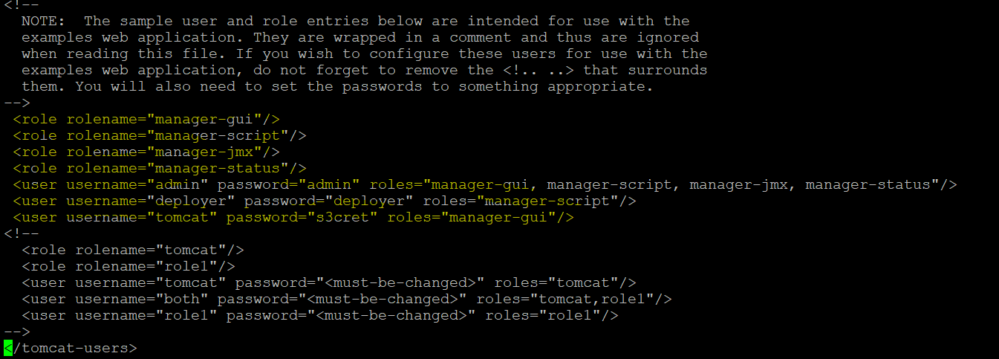 <!--
  NOTE:  The sample user and role entries below are intended for use with the
  examples web application. They are wrapped in a comment and thus are ignored
  when reading this file. If you wish to configure these users for use with the
  examples web application, do not forget to remove the <!.. ..> that surrounds
  them. You will also need to set the passwords to something appropriate.
-->
 <role rolename="manager-gui"/>
 <role rolename="manager-script"/>
 <role rolename="manager-jmx"/>
 <role rolename="manager-status"/>
 <user username="admin" password="admin" roles="manager-gui, manager-script, manager-jmx, manager-status"/>
 <user username="deployer" password="deployer" roles="manager-script"/>
 <user username="tomcat" password="s3cret" roles="manager-gui"/>
<!--
  <role rolename="tomcat"/>
  <role rolename="role1"/>
  <user username="tomcat" password="<must-be-changed>" roles="tomcat"/>
  <user username="both" password="<must-be-changed>" roles="tomcat,role1"/>
  <user username="role1" password="<must-be-changed>" roles="role1"/>
-->
</tomcat-users>